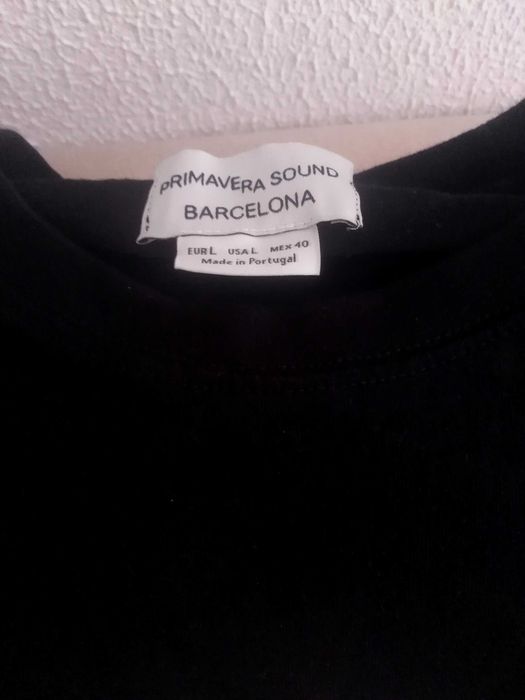 PRIMAVERA SOUND
BARCELONA
EUR L USA L MEX 40
Made in Portugal